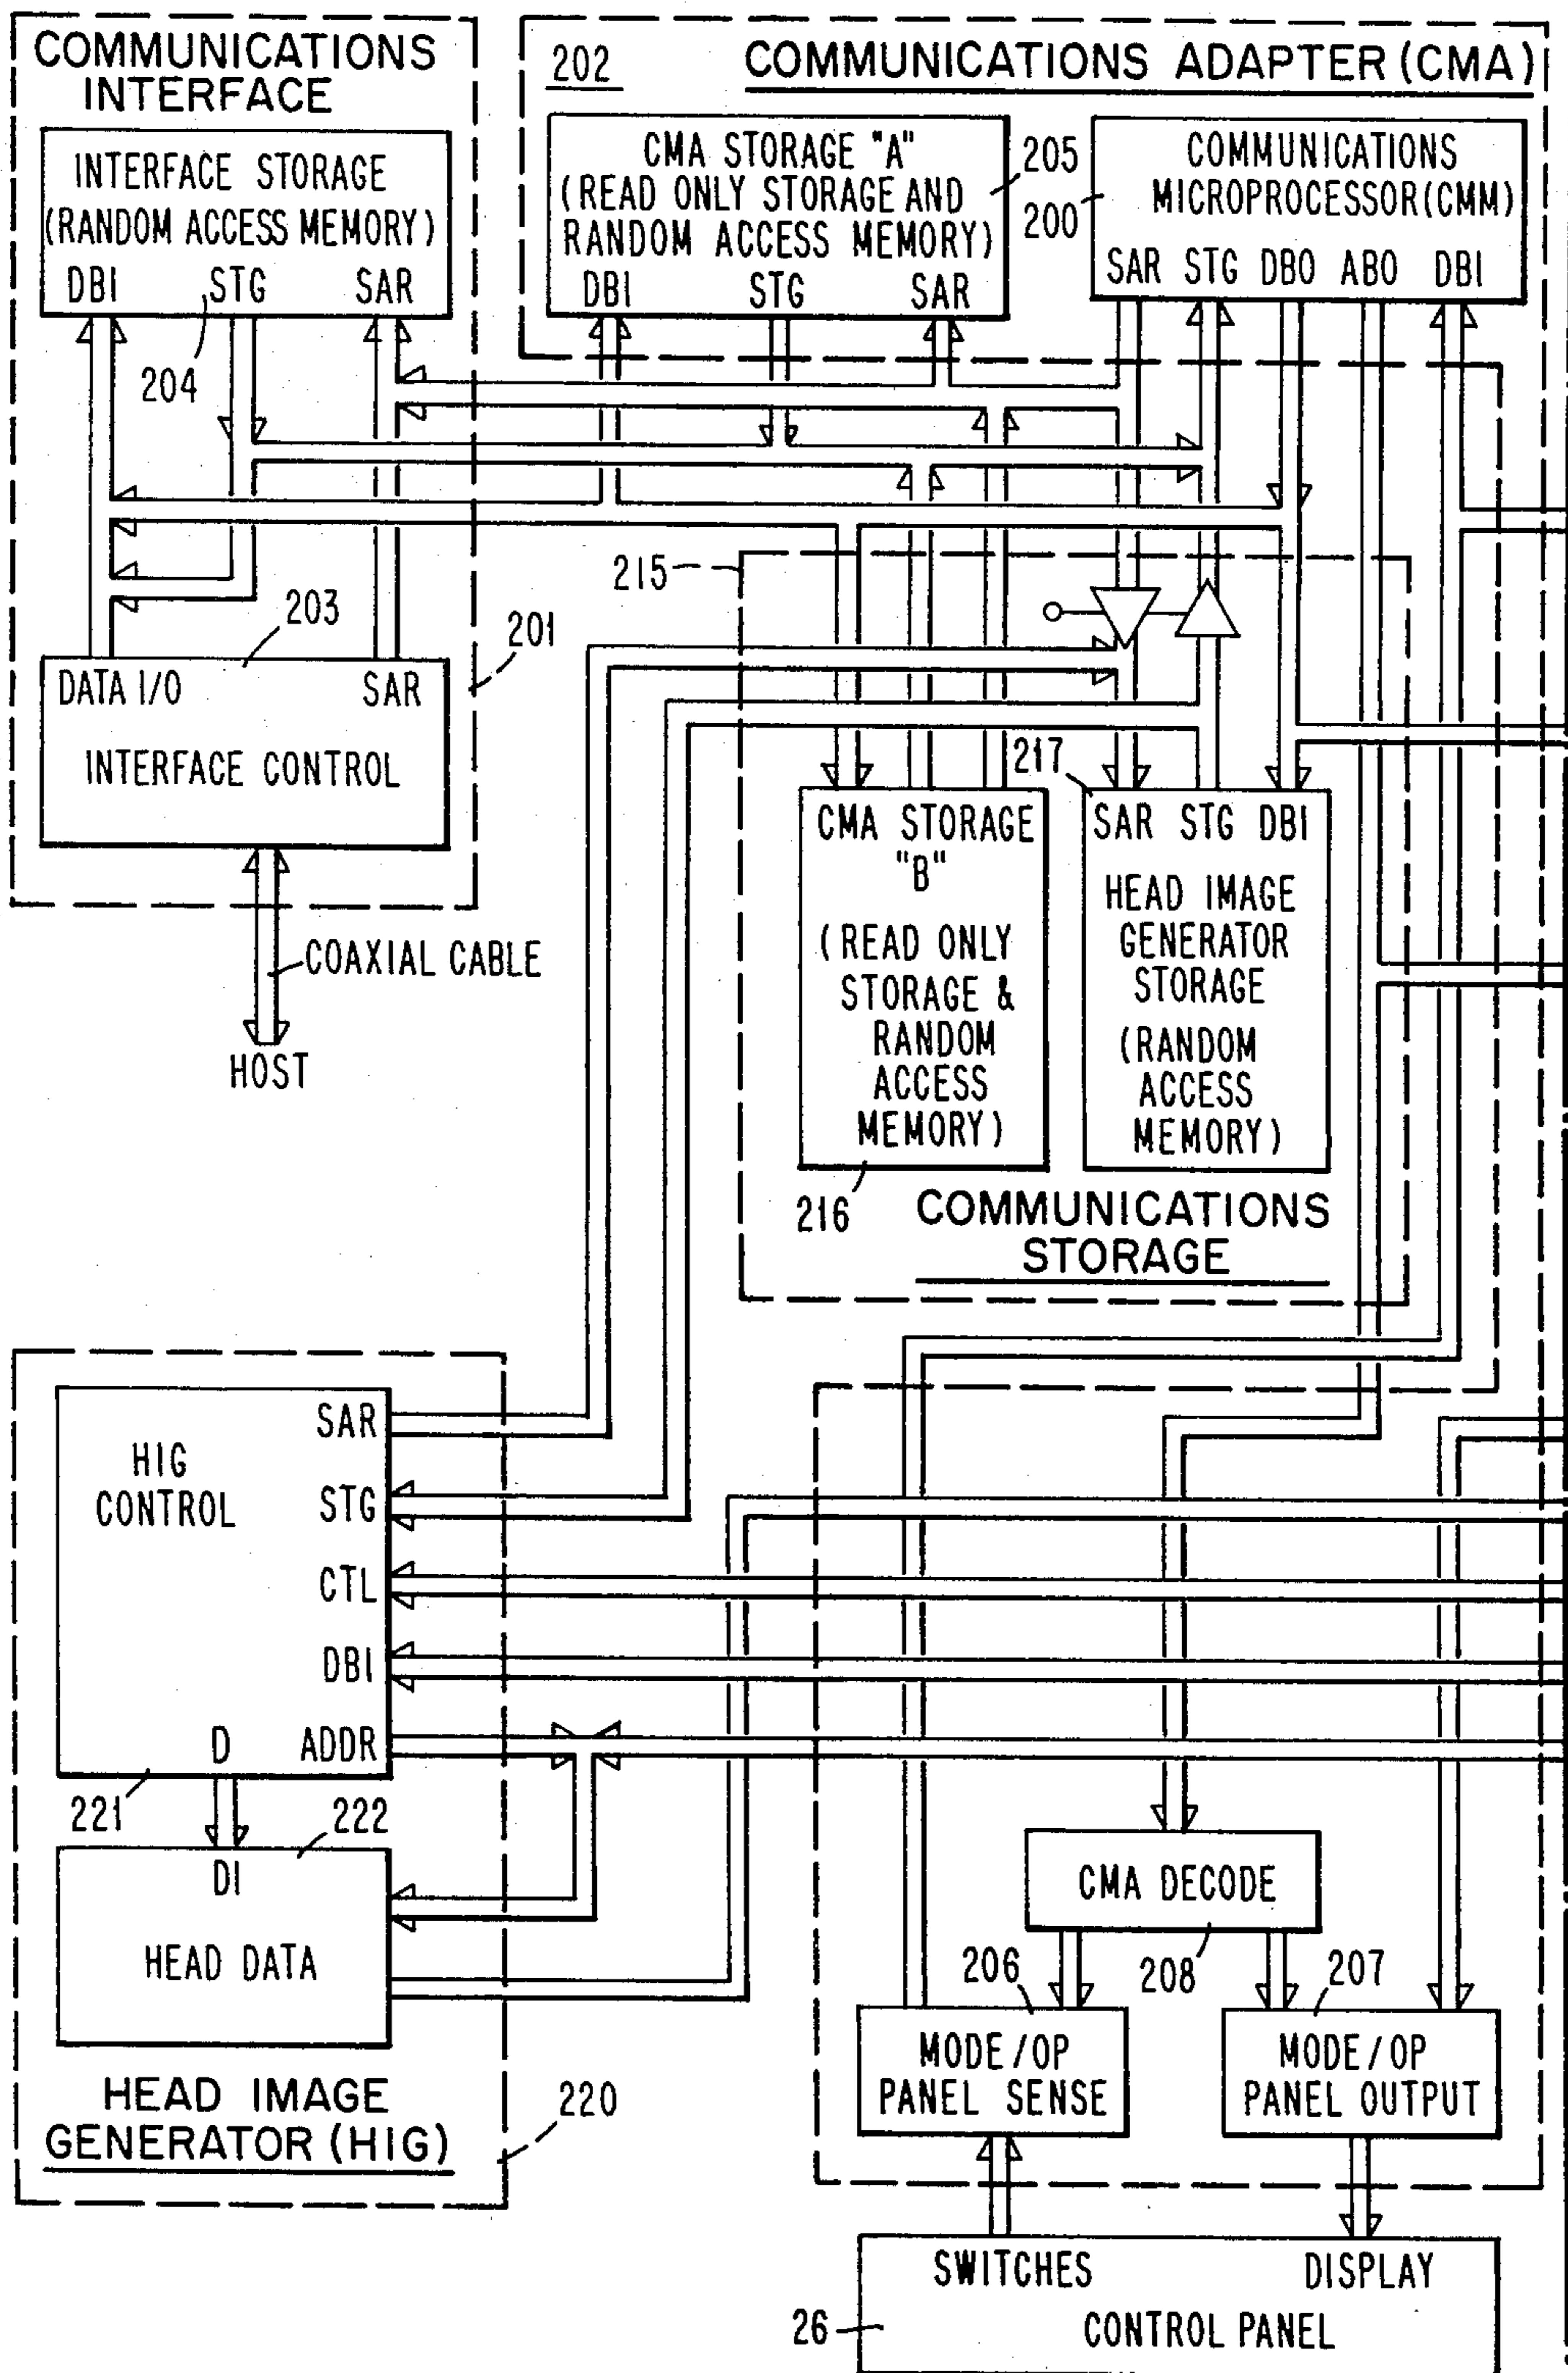 COMMUNICATIONS
INTERFACE
INTERFACE STORAGE
(RANDOM ACCESS MEMORY)
DBI STG SAR
204
203
201
DATA I/O SAR
INTERFACE CONTROL
COAXIAL CABLE
HOST
202 COMMUNICATIONS ADAPTER (CMA)
CMA STORAGE "A"
(READ ONLY STORAGE AND
RANDOM ACCESS MEMORY)
DBI STG SAR
205
200
COMMUNICATIONS
MICROPROCESSOR (CMM)
SAR STG DBO ABO DBI
215
217
CMA STORAGE
"B"
(READ ONLY
STORAGE &
RANDOM
ACCESS
MEMORY)
216
SAR STG DBI
HEAD IMAGE
GENERATOR
STORAGE
(RANDOM
ACCESS
MEMORY)
COMMUNICATIONS
STORAGE
HIG
CONTROL
SAR
STG
CTL
DBI
D ADDR
221
222
DI
HEAD DATA
HEAD IMAGE
GENERATOR (HIG)
220
CMA DECODE
206
208
207
MODE/OP
PANEL SENSE
MODE/OP
PANEL OUTPUT
SWITCHES DISPLAY
26
CONTROL PANEL